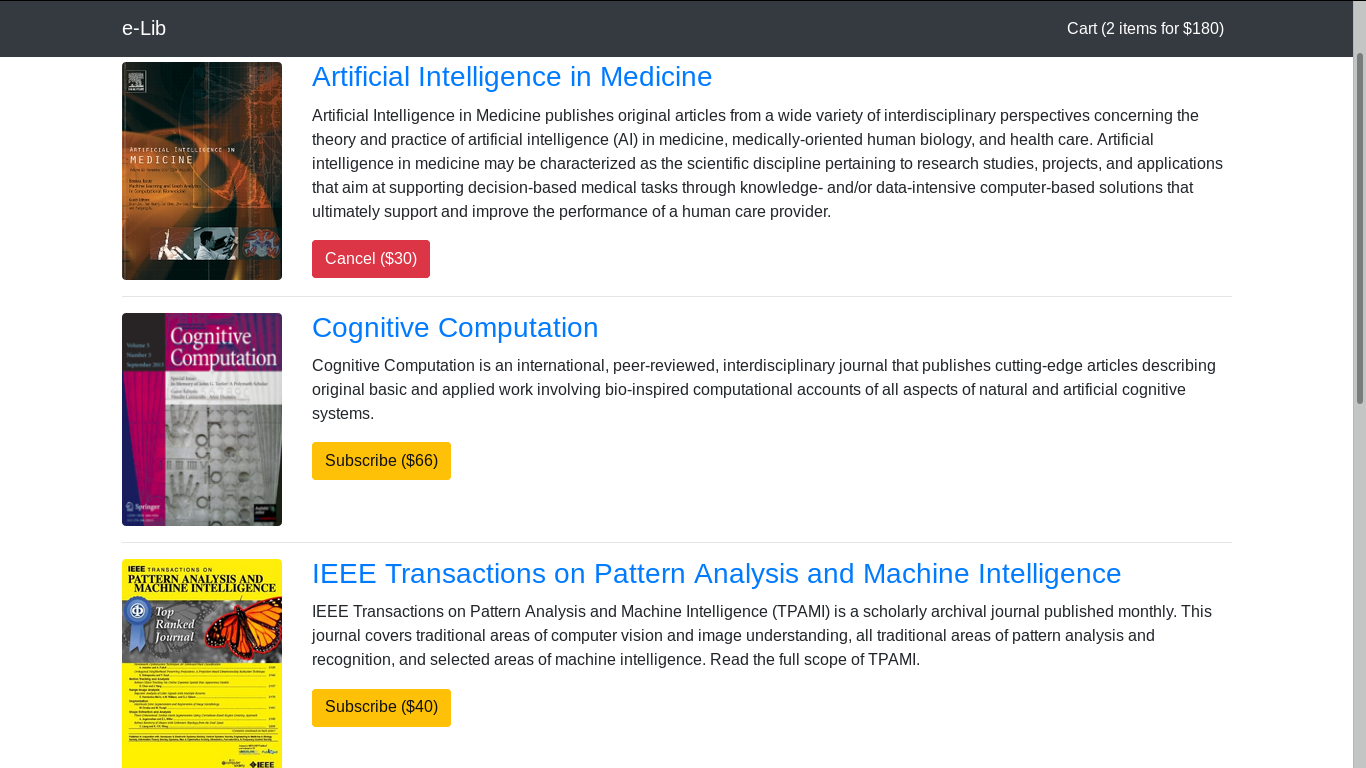 e-Lib
Cart (2 items for $180)
ARTIFICIAL INTELLIGENCE IN
MEDICINE
Artificial Intelligence in Medicine
Artificial Intelligence in Medicine publishes original articles from a wide variety of interdisciplinary perspectives concerning the
theory and practice of artificial intelligence (AI) in medicine, medically-oriented human biology, and health care. Artificial
intelligence in medicine may be characterized as the scientific discipline pertaining to research studies, projects, and applications
that aim at supporting decision-based medical tasks through knowledge- and/or data-intensive computer-based solutions that
ultimately support and improve the performance of a human care provider.
Cancel ($30)
Cognitive
Computation
Volume 5
Number 3
September 2013
Springer
Cognitive Computation
Cognitive Computation is an international, peer-reviewed, interdisciplinary journal that publishes cutting-edge articles describing
original basic and applied work involving bio-inspired computational accounts of all aspects of natural and artificial cognitive
systems.
Subscribe ($66)
IEEE TRANSACTIONS ON
PATTERN ANALYSIS AND
MACHINE INTELLIGENCE
Top
Ranked
Journal
IEEE
IEEE Transactions on Pattern Analysis and Machine Intelligence
IEEE Transactions on Pattern Analysis and Machine Intelligence (TPAMI) is a scholarly archival journal published monthly. This
journal covers traditional areas of computer vision and image understanding, all traditional areas of pattern analysis and
recognition, and selected areas of machine intelligence. Read the full scope of TPAMI.
Subscribe ($40)